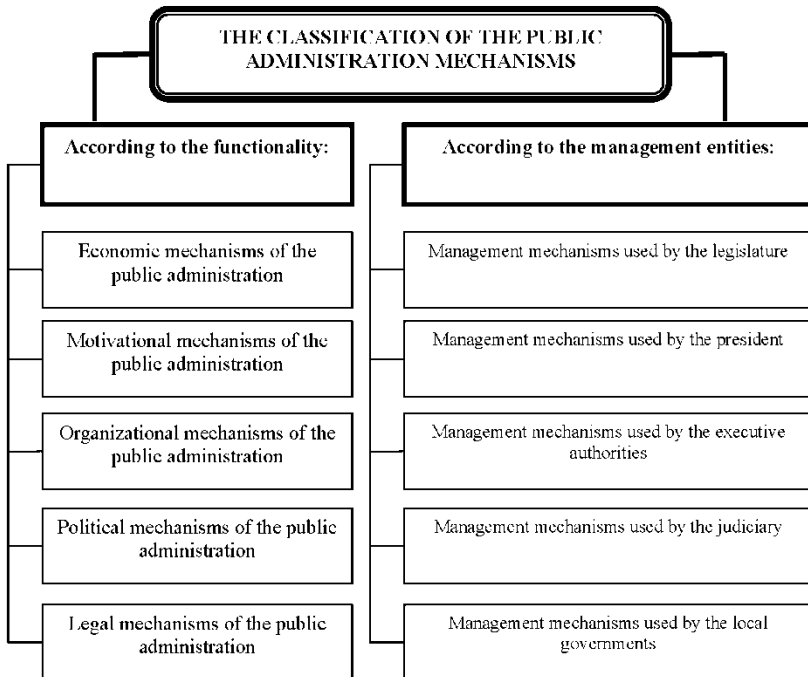 THE CLASSIFICATION OF THE PUBLIC
ADMINISTRATION MECHANISMS
According to the functionality:
Economic mechanisms of the
public administration
Motivational mechanisms of the
public administration
Organizational mechanisms of the
public administration
Political mechanisms of the public
administration
Legal mechanisms of the public
administration
According to the management entities:
Management mechanisms used by the legislature
Management mechanisms used by the president
Management mechanisms used by the executive
authorities
Management mechanisms used by the judiciary
Management mechanisms used by the local
governments